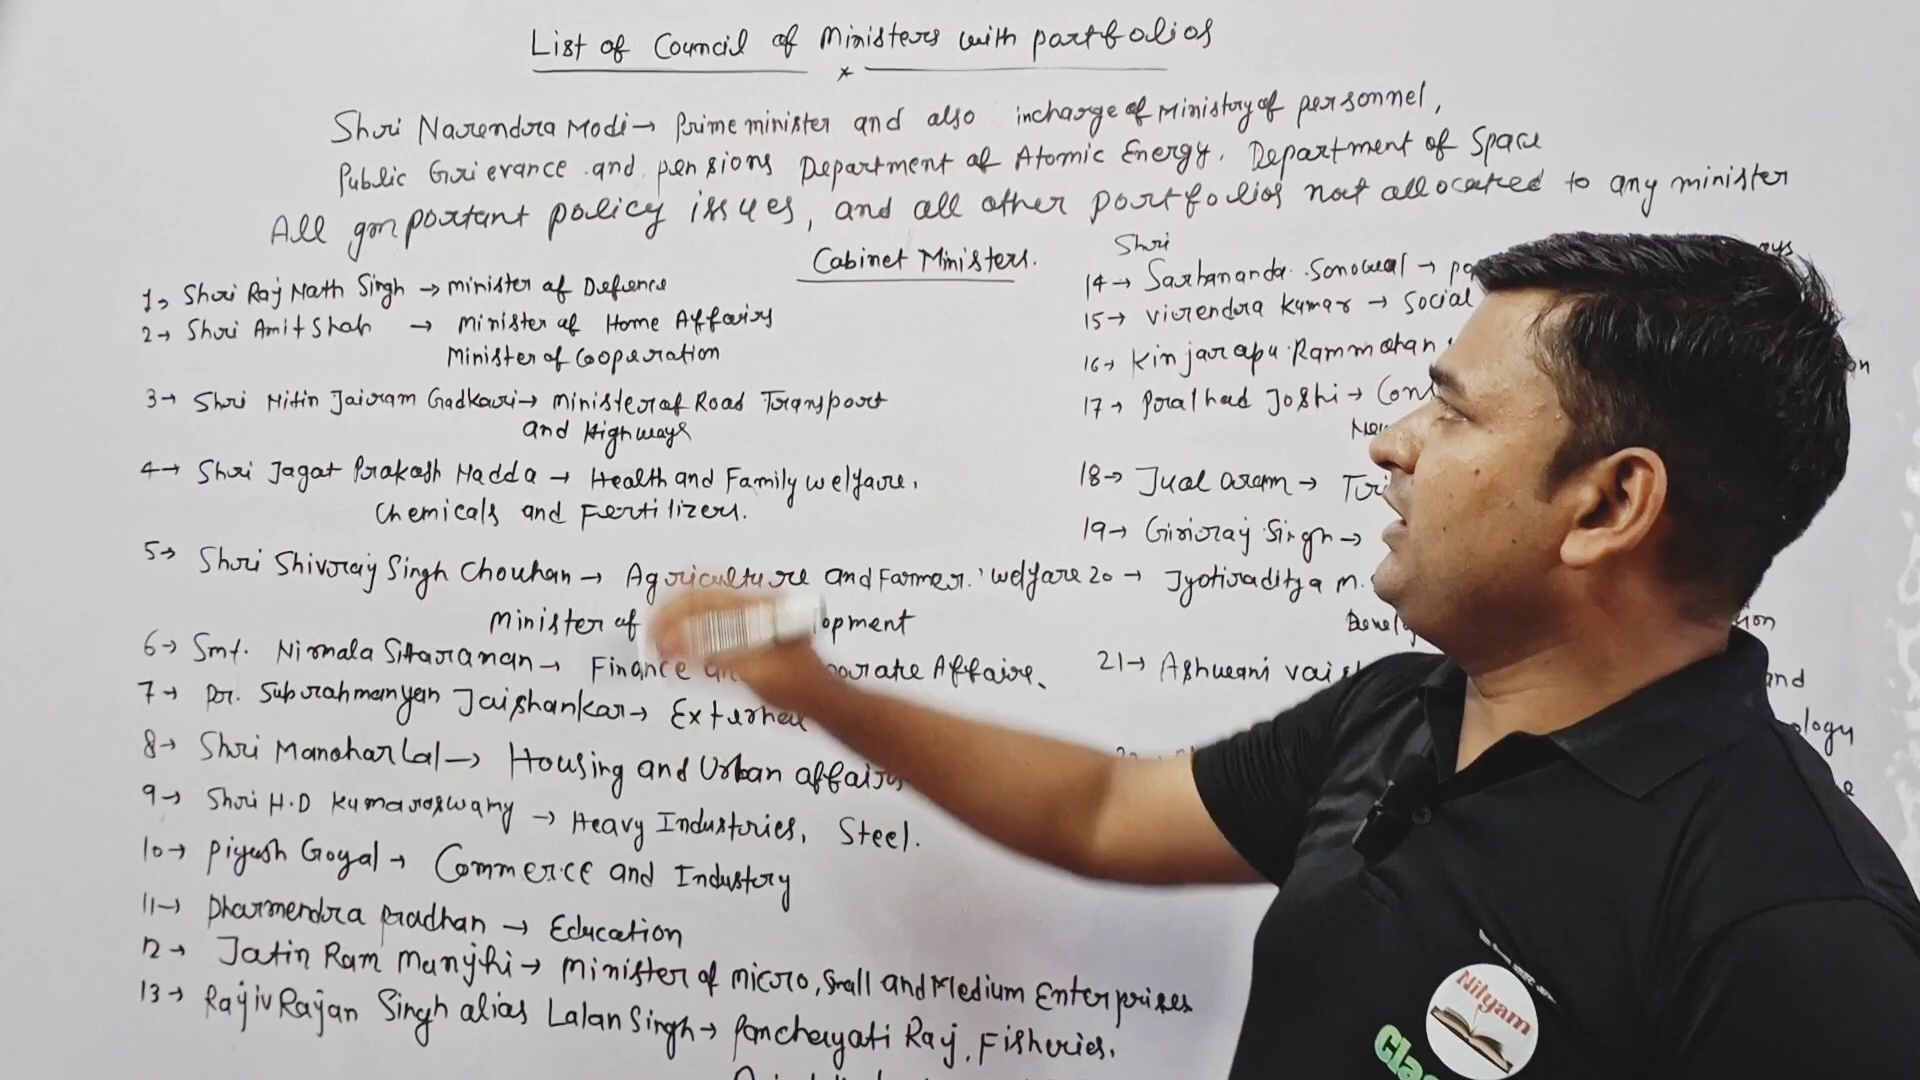 List of Council of Ministers with portfolios
Shri Narendra Modi → Prime minister and also incharge of Ministry of personnel,
Public Grievance and pensions Department of Atomic Energy, Department of Space
All Important policy issues, and all other portfolios not allocated to any minister
Cabinet Ministers.
1→ Shri Raj Nath Singh → minister of Defence
2→ Shri Amit Shah → Minister of Home Affairs
Minister of Cooperation
3→ Shri Nitin Jairam Gadkari → minister of Road Transport
and Highways
4→ Shri Jagat Prakash Nadda → Health and Family welfare,
Chemicals and Fertilizers.
5→ Shri Shivraj Singh Chouhan → Agriculture and Farmer welfare
Minister of
6→ Smt. Nirmala Sitaraman → Finance Affairs
7→ Dr. Subrahmanyan Jaishankar → External
8→ Shri Manohar Lal → Housing and Urban affairs
9→ Shri H.D Kumaraswamy → Heavy Industries, Steel.
10→ Piyush Goyal → Commerce and Industry
11→ Dharmendra Pradhan → Education
12→ Jatin Ram Manjhi → minister of micro, Small and Medium Enterprises
13→ Rajiv Rajan Singh alias Lalan Singh → Panchayati Raj, Fisheries,
Shri
14→ Sarbananda Sonowal →
15→ Virendra Kumar → Social
16→ Kinjarapu Rammohan
17→ Pralhad Joshi →
18→ Jual aram →
19→ Giriraj Singh →
20→ Jyotiraditya M.
21→ Ashwani
and
Nityam